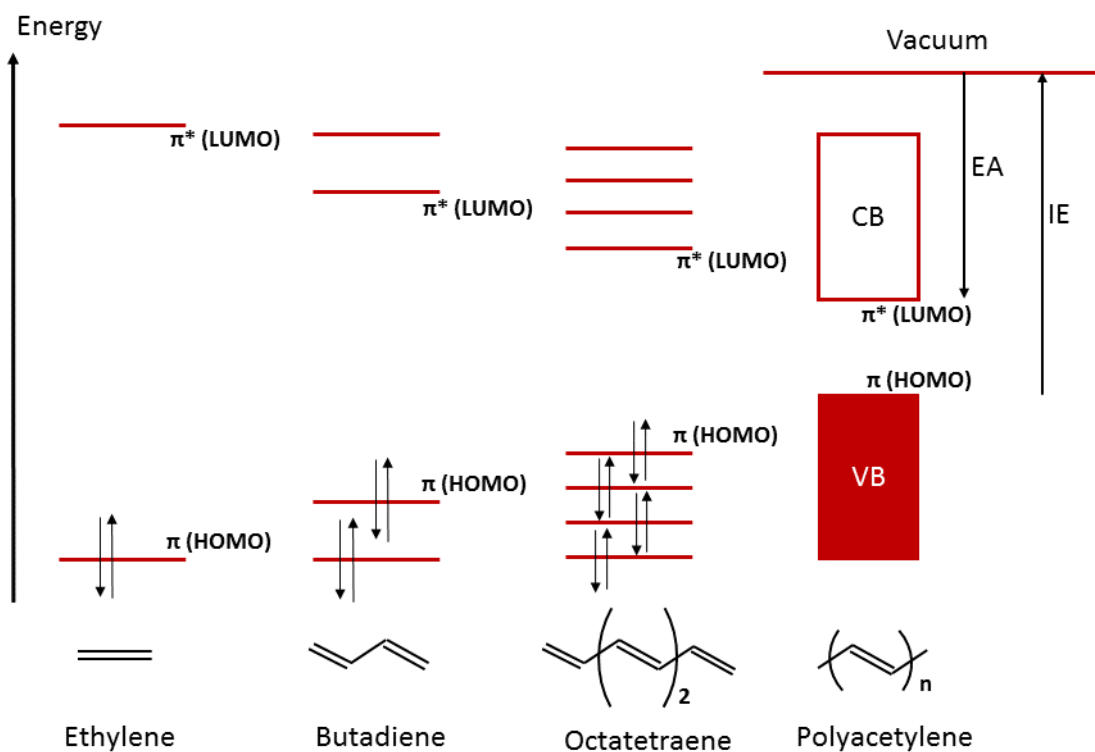 Energy
Vacuum
π* (LUMO)
π* (LUMO)
π* (LUMO)
EA
IE
CB
π* (LUMO)
π (HOMO)
π (HOMO)
π (HOMO)
π (HOMO)
VB
2
n
Ethylene
Butadiene
Octatetraene
Polyacetylene